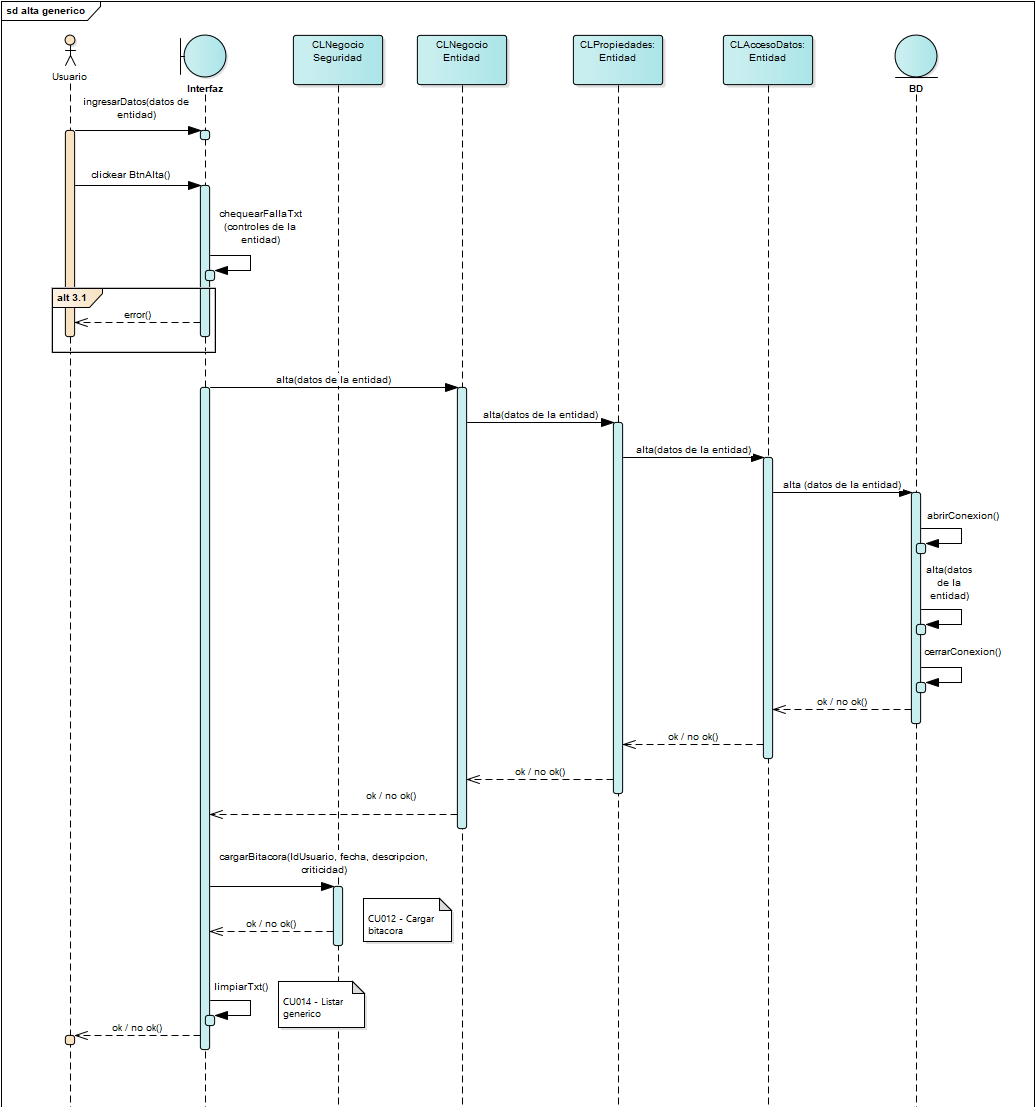 sd alta generico
Usuario
Interfaz
CLNegocio
Seguridad
CLNegocio
Entidad
CLPropiedades:
Entidad
CLAccesoDatos:
Entidad
BD
ingresarDatos(datos de
entidad)
clickear BtnAlta()
chequearFallaTxt
(controles de la
entidad)
alt 3.1
error()
alta(datos de la entidad)
alta(datos de la entidad)
alta(datos de la entidad)
alta (datos de la entidad)
abrirConexion()
alta(datos
de la
entidad)
cerrarConexion()
ok / no ok()
ok / no ok()
ok / no ok()
ok / no ok()
cargarBitacora(IdUsuario, fecha, descripcion,
criticidad)
CU012 - Cargar
bitacora
ok / no ok()
limpiarTxt()
CU014 - Listar
generico
ok / no ok()